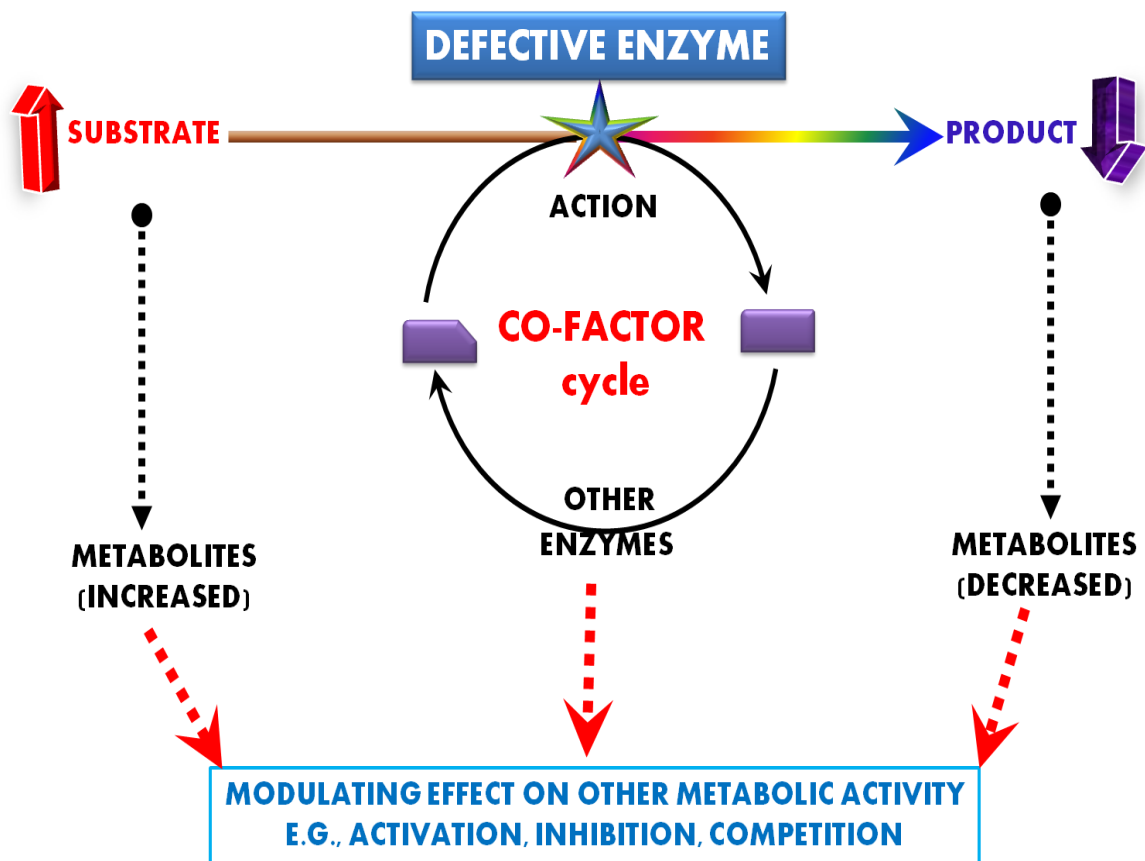 DEFECTIVE ENZYME
SUBSTRATE
PRODUCT
ACTION
CO-FACTOR
cycle
OTHER
ENZYMES
METABOLITES
(INCREASED)
METABOLITES
(DECREASED)
MODULATING EFFECT ON OTHER METABOLIC ACTIVITY
E.G., ACTIVATION, INHIBITION, COMPETITION